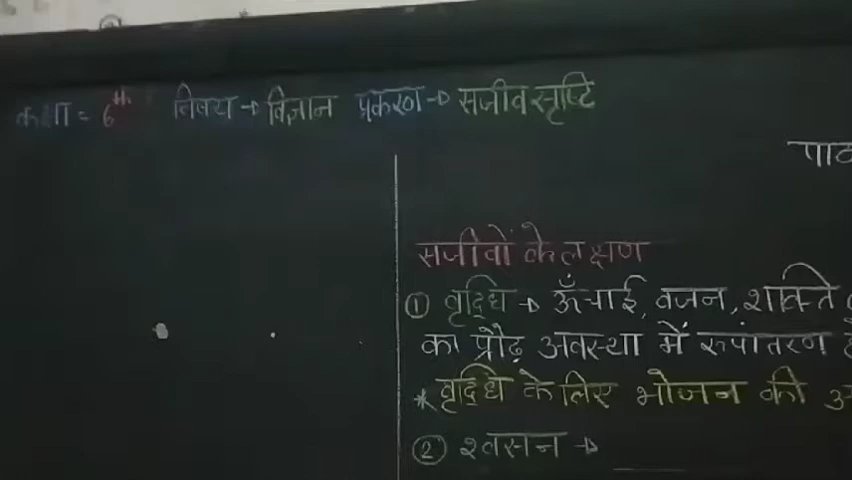 कक्षा = 6th विषय → विज्ञान प्रकरण → सजीव सृष्टि
पाठ
सजीवों के लक्षण
① वृद्धि → ऊँचाई, वजन, शक्ति
का प्रौढ़ अवस्था में रुपांतरण
* वृद्धि के लिए भोजन की
② श्वसन →